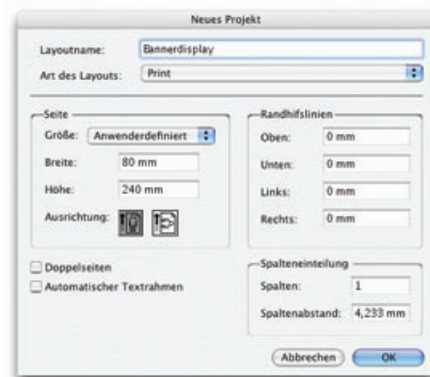 Neues Projekt
Layoutname: Bannerdisplay
Art des Layouts: Print
Seite
Größe: Anwenderdefiniert
Breite: 80 mm
Höhe: 240 mm
Ausrichtung:
Doppelseiten
Automatischer Textrahmen
Randhifslinien
Oben: 0 mm
Unten: 0 mm
Links: 0 mm
Rechts: 0 mm
Spalteneinteilung
Spalten: 1
Spaltenabstand: 4,233 mm
Abbrechen OK